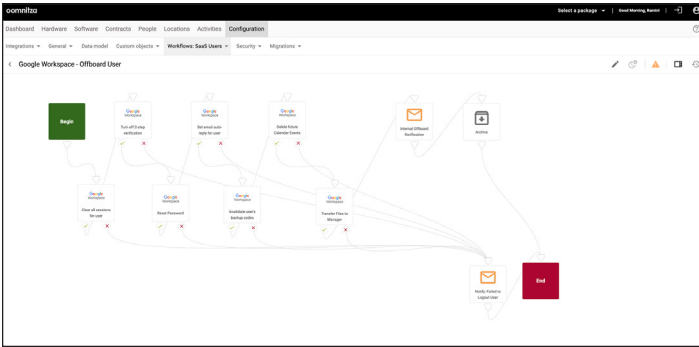 oomnitza
Select a package
Good Morning, Ramin!
Dashboard Hardware Software Contracts People Locations Activities Configuration
Integrations General Data model Custom objects Workflows: SaaS Users Security Migrations
Google Workspace - Offboard User
Begin
Google
Workspace
Turn off 2-step
verification
Google
Workspace
Set email auto-
reply for user
Google
Workspace
Delete future
Calendar Events
Internal Offboard
Notification
Archive
Google
Workspace
Clear all sessions
for user
Google
Workspace
Reset Password
Google
Workspace
Invalidate user's
backup codes
Google
Workspace
Transfer Files to
Manager
Notify Failed to
Logout User
End